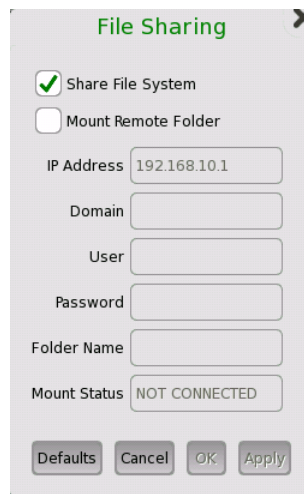 File Sharing
Share File System
Mount Remote Folder
IP Address 192.168.10.1
Domain
User
Password
Folder Name
Mount Status NOT CONNECTED
Defaults Cancel OK Apply